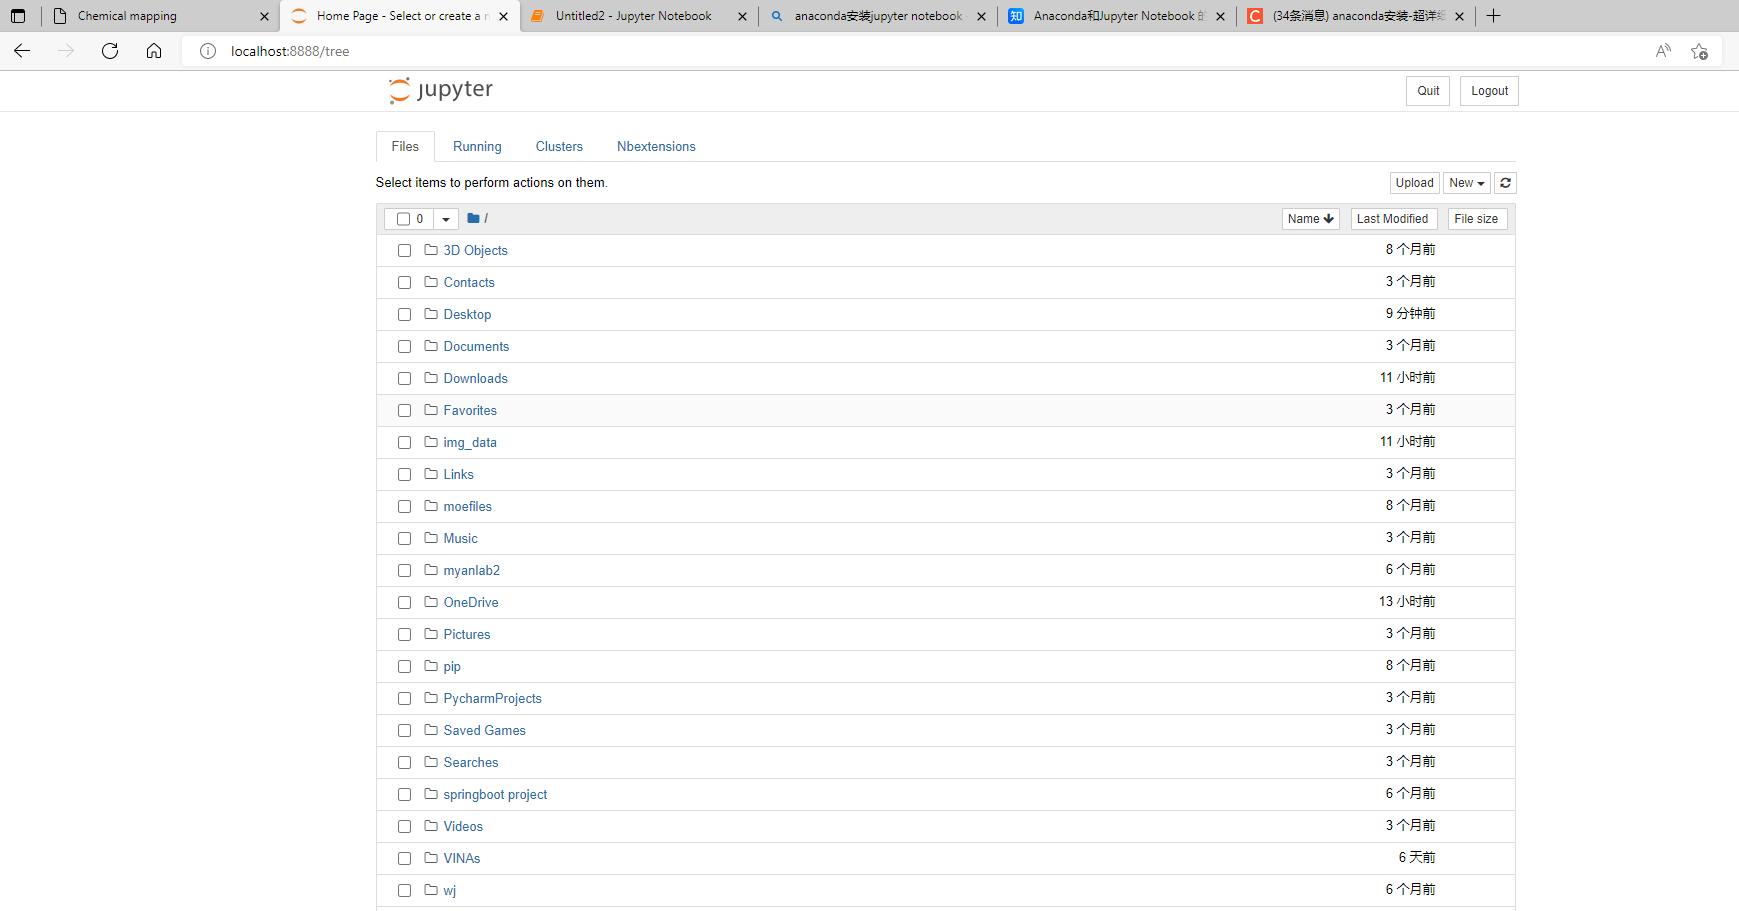 Chemical mapping
Home Page - Select or create a n
Untitled2 - Jupyter Notebook
anaconda安装jupyter notebook
Anaconda和Jupyter Notebook 的
(34条消息) anaconda安装-超详细
localhost:8888/tree
jupyter
Quit
Logout
Files
Running
Clusters
Nbextensions
Select items to perform actions on them.
Upload
New
0
/
Name
Last Modified
File size
3D Objects
8 个月前
Contacts
3 个月前
Desktop
9 分钟前
Documents
3 个月前
Downloads
11 小时前
Favorites
3 个月前
img_data
11 小时前
Links
3 个月前
moefiles
8 个月前
Music
3 个月前
myanlab2
6 个月前
OneDrive
13 小时前
Pictures
3 个月前
pip
8 个月前
PycharmProjects
3 个月前
Saved Games
3 个月前
Searches
3 个月前
springboot project
6 个月前
Videos
3 个月前
VINAs
6 天前
wj
6 个月前